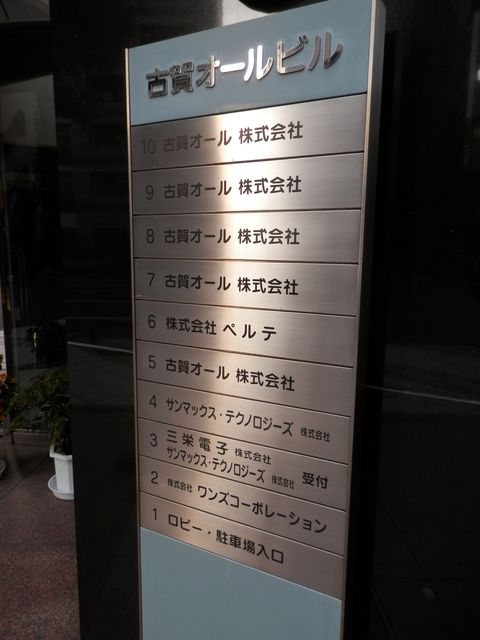 古賀オールビル
10 古賀オール 株式会社
9 古賀オール 株式会社
8 古賀オール 株式会社
7 古賀オール 株式会社
6 株式会社 ペルテ
5 古賀オール 株式会社
4 サンマックス・テクノロジーズ 株式会社
3 三栄電子 株式会社
サンマックス・テクノロジーズ 株式会社 受付
2 株式会社 ワンズコーポレーション
1 ロビー・駐車場入口